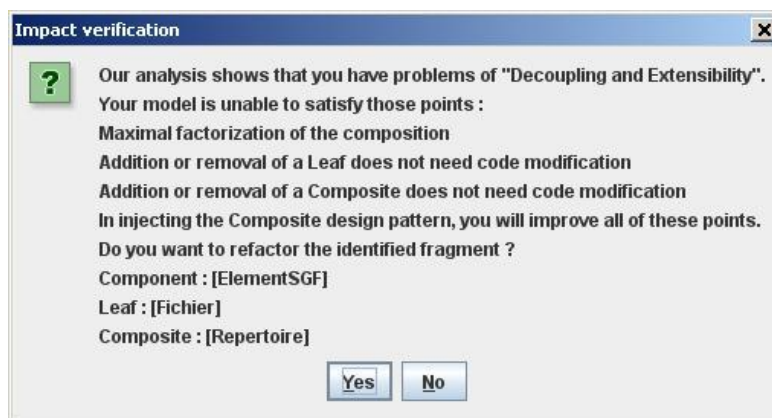 Impact verification
Our analysis shows that you have problems of "Decoupling and Extensibility".
Your model is unable to satisfy those points :
Maximal factorization of the composition
Addition or removal of a Leaf does not need code modification
Addition or removal of a Composite does not need code modification
In injecting the Composite design pattern, you will improve all of these points.
Do you want to refactor the identified fragment ?
Component : [ElementSGF]
Leaf : [Fichier]
Composite : [Repertoire]
Yes No